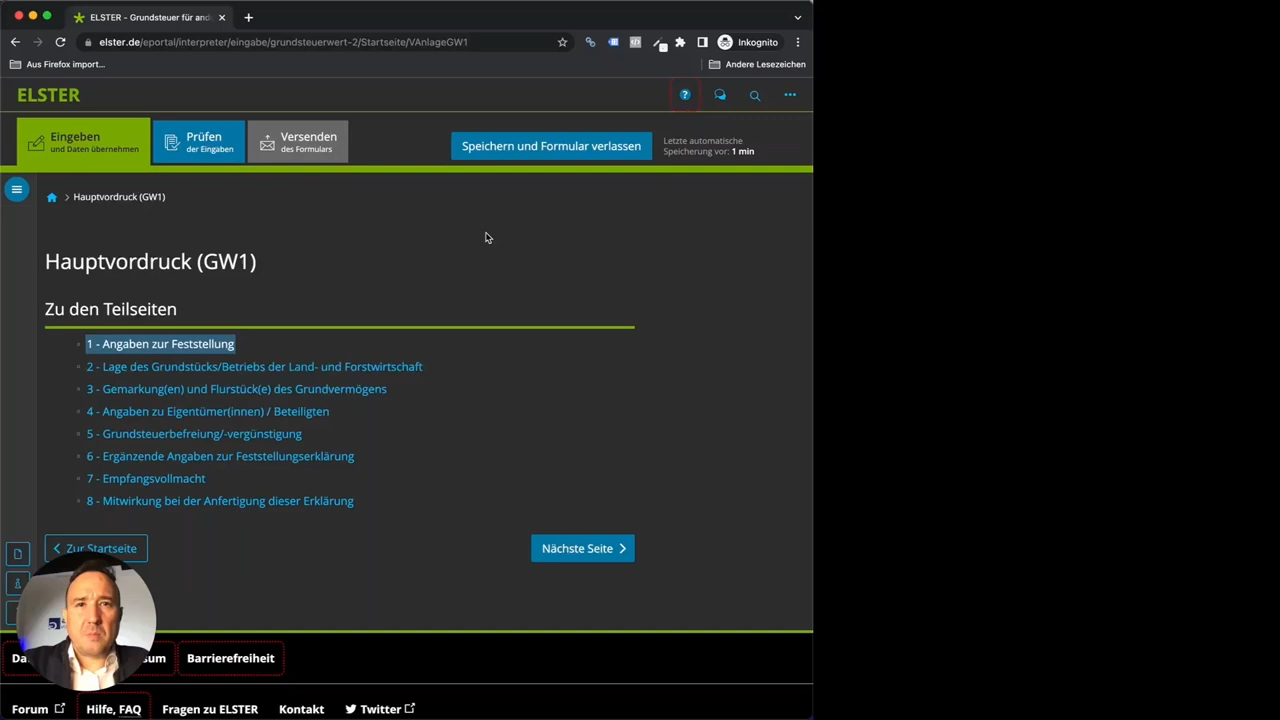 ELSTER – Grundsteuer für and
elster.de/eportal/interpreter/eingabe/grundsteuerwert-2/Startseite/VAnlageGW1
Inkognito
Aus Firefox import...
Andere Lesezeichen
ELSTER
Eingeben
und Daten übernehmen
Prüfen
der Eingaben
Versenden
des Formulars
Speichern und Formular verlassen
Letzte automatische
Speicherung vor: 1 min
Hauptvordruck (GW1)
Hauptvordruck (GW1)
Zu den Teilseiten
1 - Angaben zur Feststellung
2 - Lage des Grundstücks/Betriebs der Land- und Forstwirtschaft
3 - Gemarkung(en) und Flurstück(e) des Grundvermögens
4 - Angaben zu Eigentümer(innen) / Beteiligten
5 - Grundsteuerbefreiung/-vergünstigung
6 - Ergänzende Angaben zur Feststellungserklärung
7 - Empfangsvollmacht
8 - Mitwirkung bei der Anfertigung dieser Erklärung
Zur Startseite
Nächste Seite
Barrierefreiheit
Forum
Hilfe, FAQ
Fragen zu ELSTER
Kontakt
Twitter